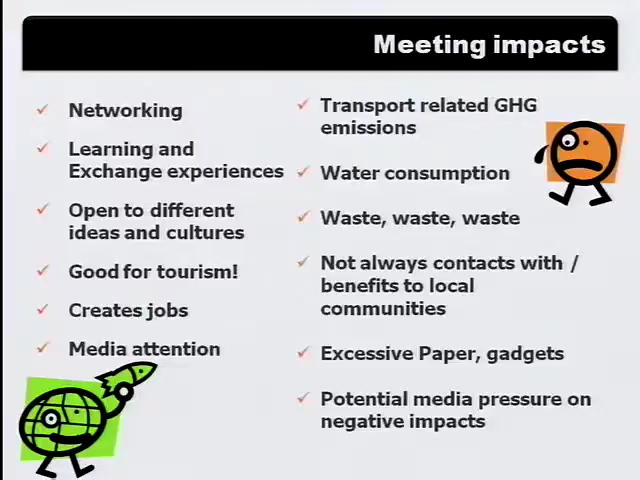 Meeting impacts
Networking
Learning and
Exchange experiences
Open to different
ideas and cultures
Good for tourism!
Creates jobs
Media attention
Transport related GHG
emissions
Water consumption
Waste, waste, waste
Not always contacts with /
benefits to local
communities
Excessive Paper, gadgets
Potential media pressure on
negative impacts